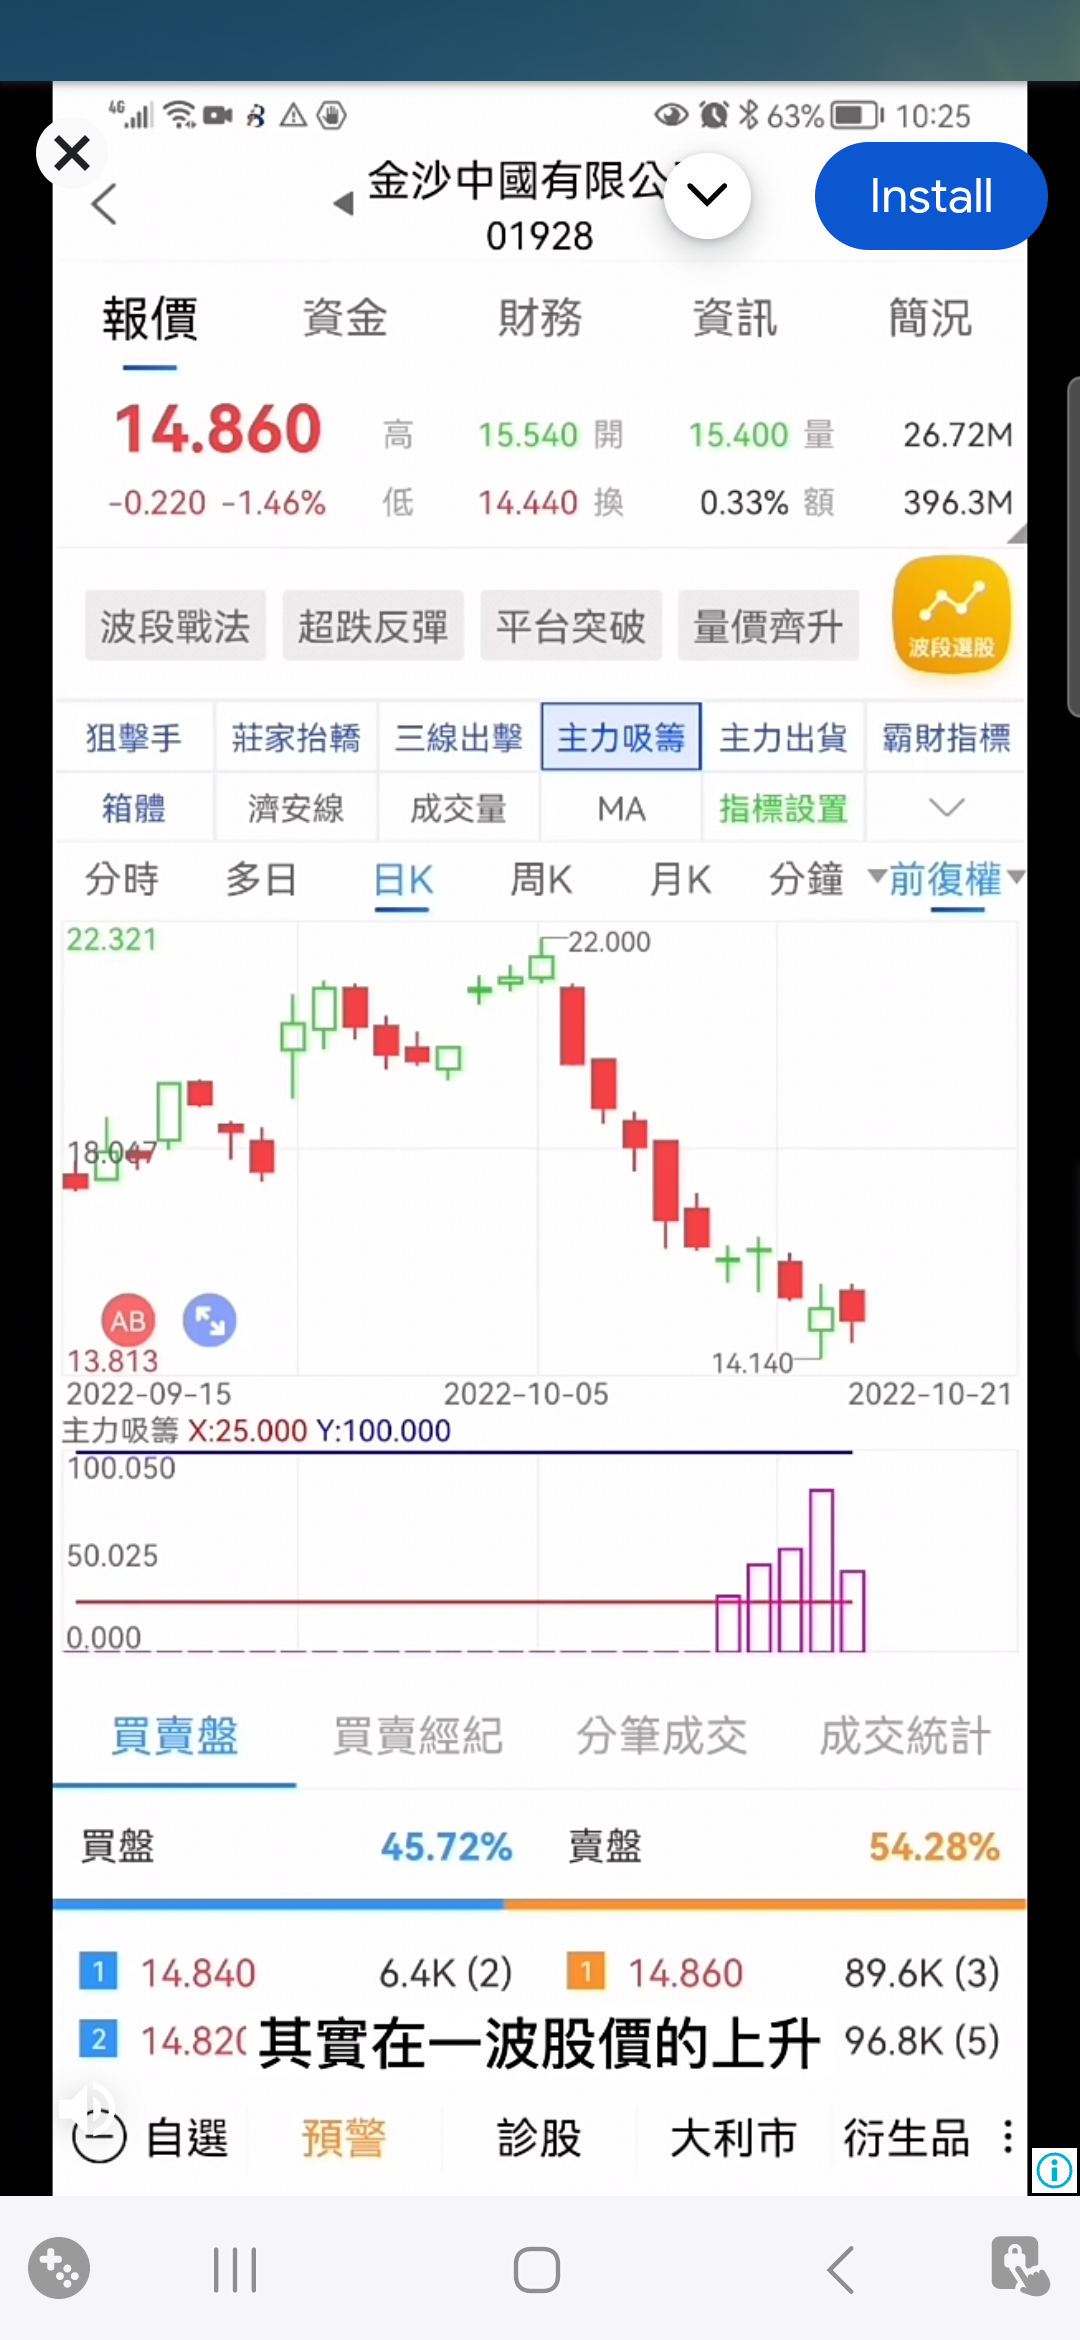 4G 63% 10:25
金沙中國有限公
01928
Install
報價 資金 財務 資訊 簡況
14.860 高 15.540 開 15.400 量 26.72M
-0.220 -1.46% 低 14.440 換 0.33% 額 396.3M
波段戰法 超跌反彈 平台突破 量價齊升 波段選股
狙擊手 莊家抬轎 三線出擊 主力吸籌 主力出貨 霸財指標
箱體 濟安線 成交量 MA 指標設置
分時 多日 日K 周K 月K 分鐘 前復權
22.321
22.000
18.047
AB
13.813
14.140
2022-09-15 2022-10-05 2022-10-21
主力吸籌 X:25.000 Y:100.000
100.050
50.025
0.000
買賣盤 買賣經紀 分筆成交 成交統計
買盤 45.72% 賣盤 54.28%
1 14.840 6.4K (2) 1 14.860 89.6K (3)
2 14.82 96.8K (5)
其實在一波股價的上升
自選 預警 診股 大利市 衍生品